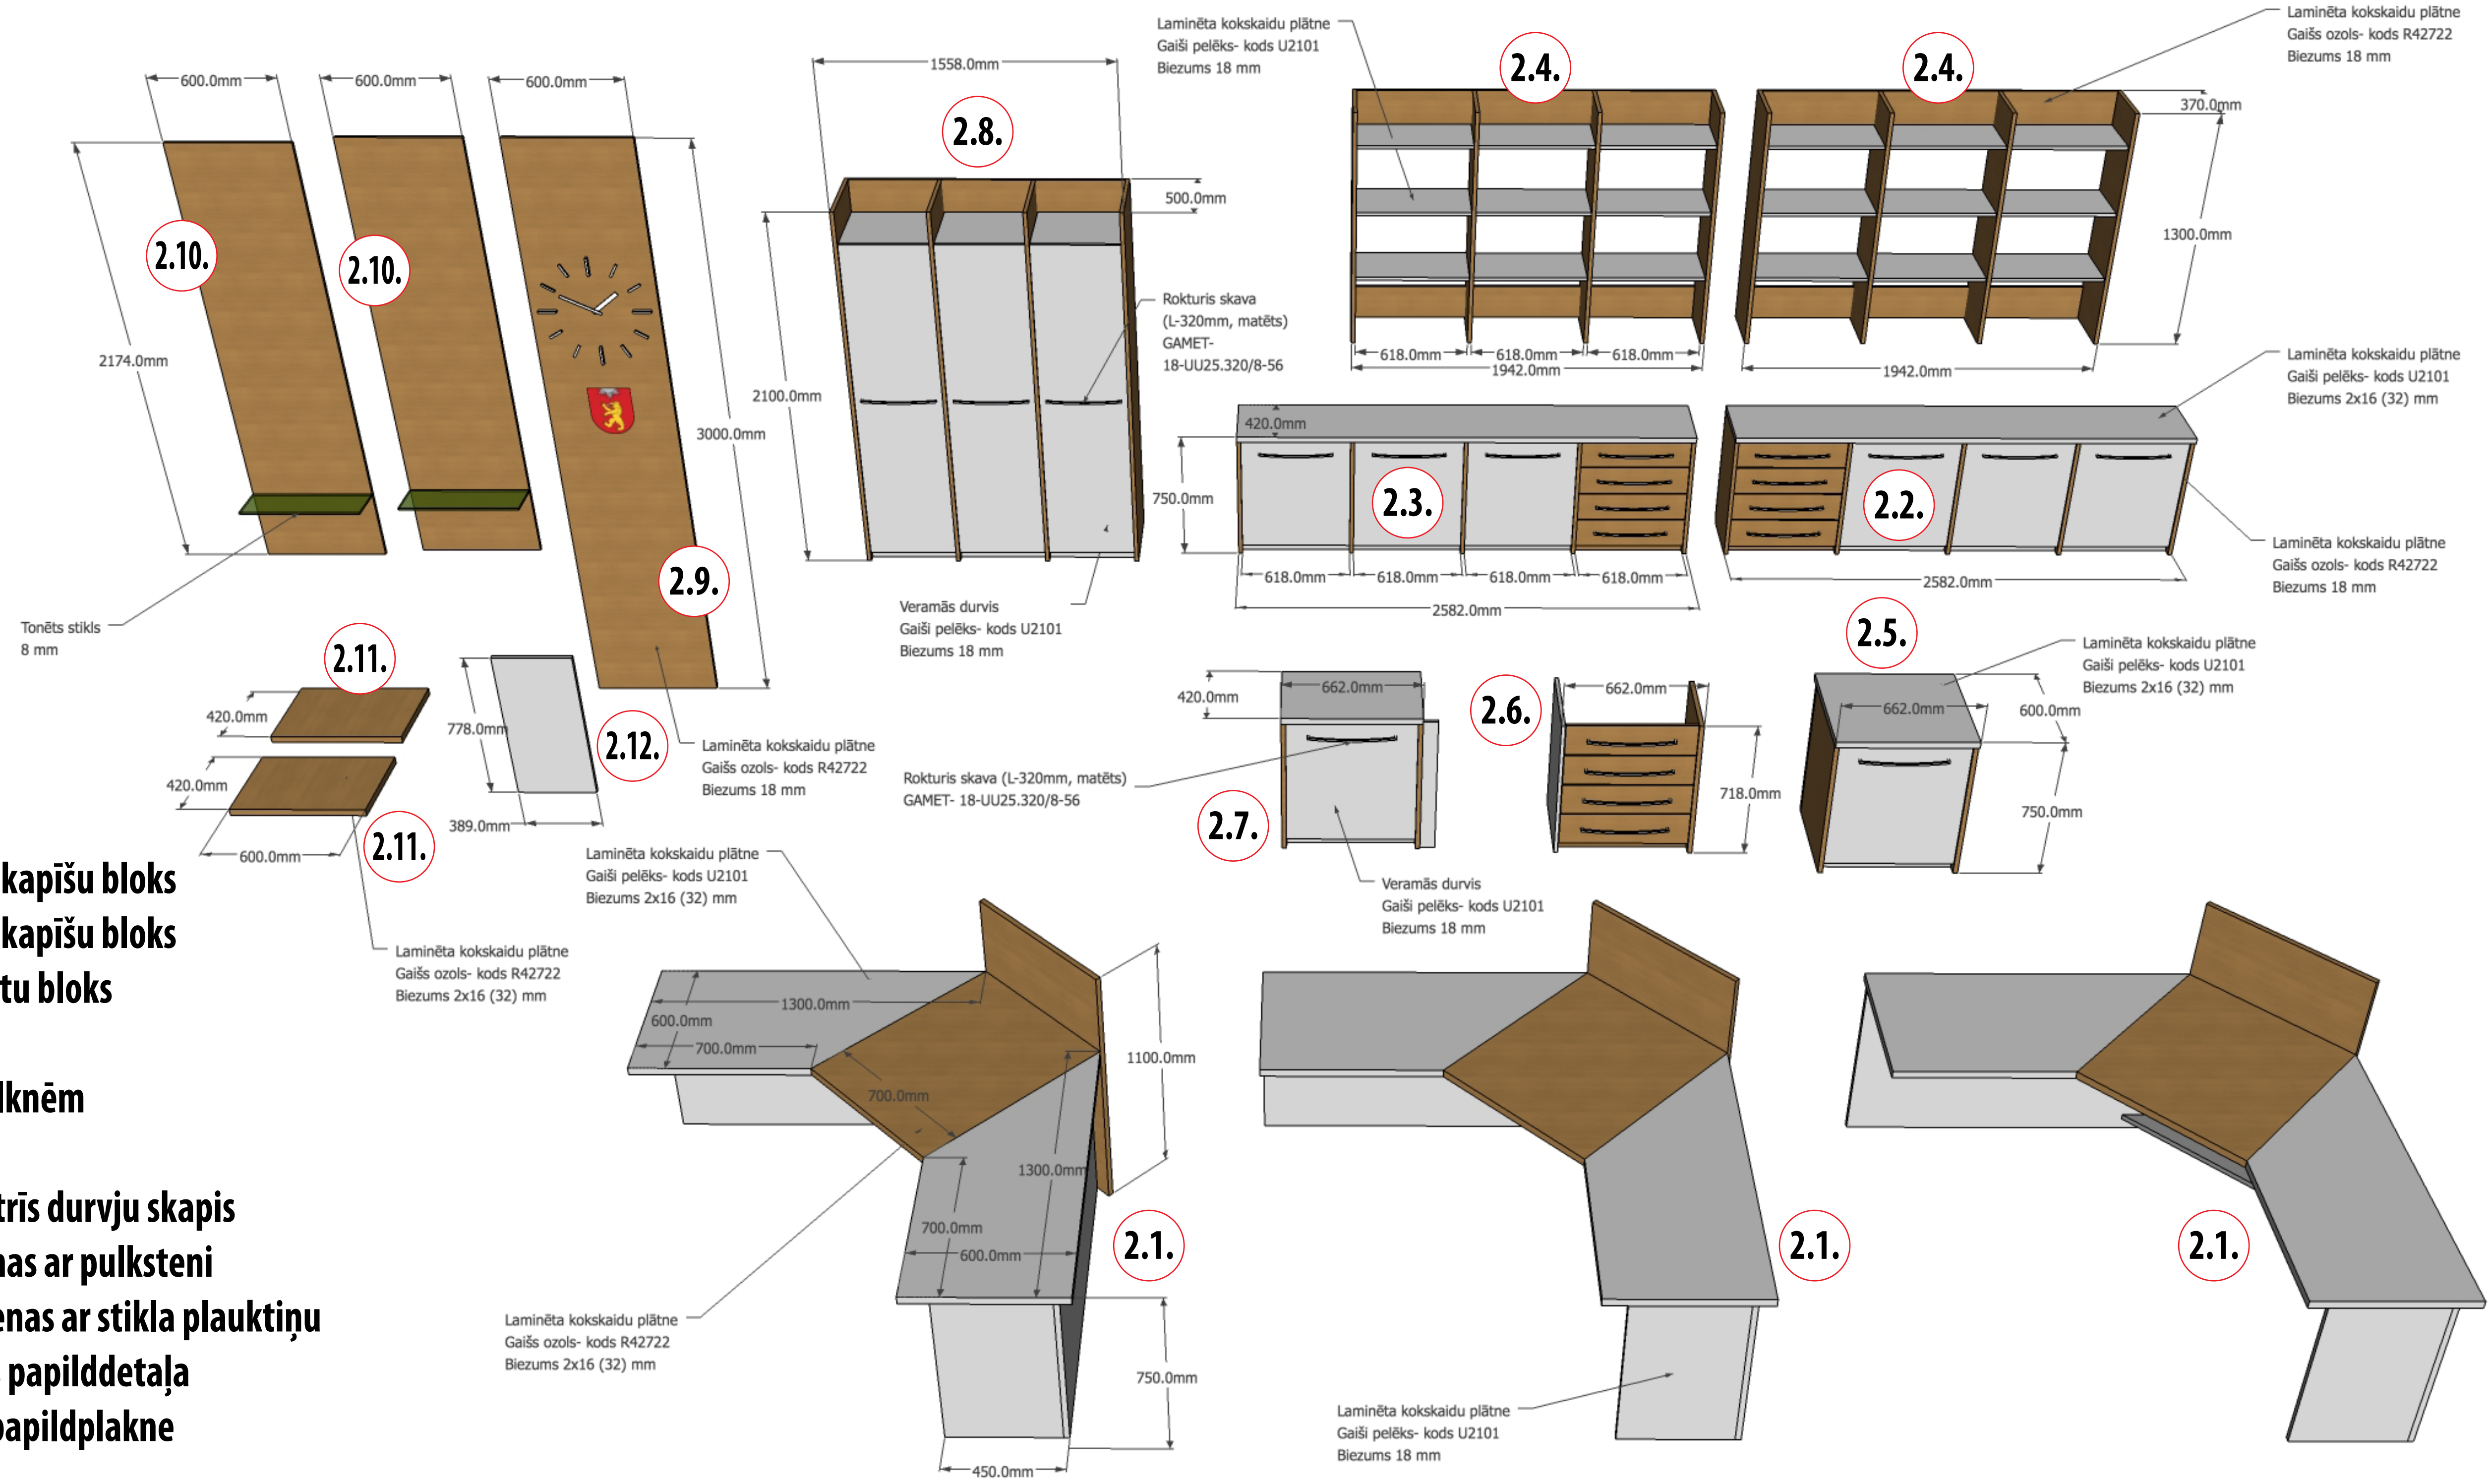 600.0mm
600.0mm
600.0mm
2.10.
2.10.
2174.0mm
3000.0mm
2.9.
Tonēts stikls
8 mm
2.11.
420.0mm
420.0mm
600.0mm
2.11.
778.0mm
389.0mm
2.12.
Laminēta kokskaidu plātne
Gaišs ozols- kods R42722
Biezums 18 mm
Laminēta kokskaidu plātne
Gaišs ozols- kods R42722
Biezums 2x16 (32) mm
1558.0mm
2.8.
500.0mm
2100.0mm
Rokturis skava
(L-320mm, matēts)
GAMET-
18-UU25.320/8-56
Veramās durvis
Gaiši pelēks- kods U2101
Biezums 18 mm
Laminēta kokskaidu plātne
Gaiši pelēks- kods U2101
Biezums 18 mm
2.4.
618.0mm
618.0mm
618.0mm
1942.0mm
2.4.
Laminēta kokskaidu plātne
Gaišs ozols- kods R42722
Biezums 18 mm
370.0mm
1300.0mm
1942.0mm
Laminēta kokskaidu plātne
Gaiši pelēks- kods U2101
Biezums 2x16 (32) mm
420.0mm
750.0mm
2.3.
618.0mm
618.0mm
618.0mm
618.0mm
2582.0mm
2.2.
2582.0mm
Laminēta kokskaidu plātne
Gaišs ozols- kods R42722
Biezums 18 mm
420.0mm
662.0mm
2.7.
Rokturis skava (L-320mm, matēts)
GAMET- 18-UU25.320/8-56
Veramās durvis
Gaiši pelēks- kods U2101
Biezums 18 mm
2.6.
662.0mm
718.0mm
2.5.
662.0mm
600.0mm
750.0mm
Laminēta kokskaidu plātne
Gaiši pelēks- kods U2101
Biezums 2x16 (32) mm
kapīšu bloks
kapīšu bloks
tu bloks
lknēm
trīs durvju skapis
nas ar pulksteni
enas ar stikla plauktiņu
papilddetaļa
papildplakne
Laminēta kokskaidu plātne
Gaiši pelēks- kods U2101
Biezums 2x16 (32) mm
1300.0mm
600.0mm
700.0mm
700.0mm
1100.0mm
1300.0mm
700.0mm
600.0mm
2.1.
750.0mm
450.0mm
Laminēta kokskaidu plātne
Gaišs ozols- kods R42722
Biezums 2x16 (32) mm
2.1.
Laminēta kokskaidu plātne
Gaiši pelēks- kods U2101
Biezums 18 mm
2.1.